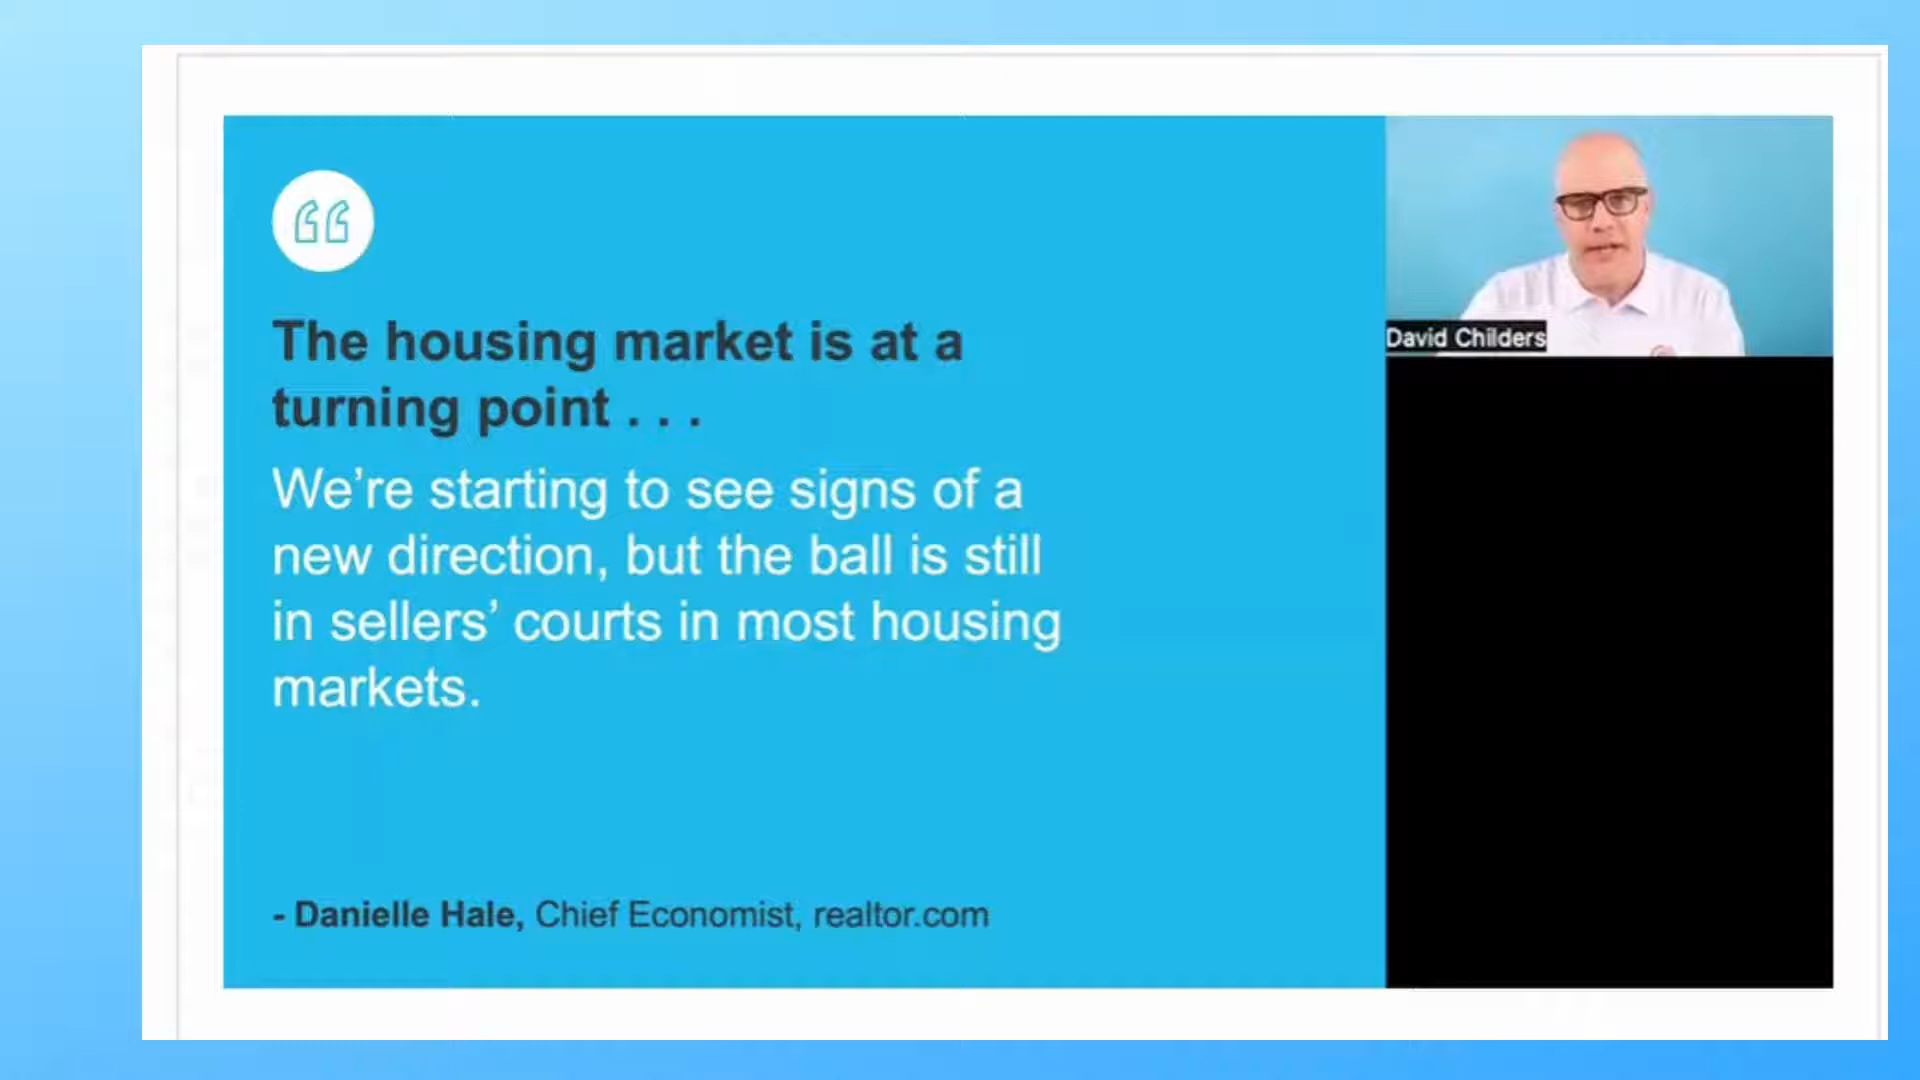 The housing market is at a
turning point . . .
We’re starting to see signs of a
new direction, but the ball is still
in sellers’ courts in most housing
markets.
- Danielle Hale, Chief Economist, realtor.com
David Childers